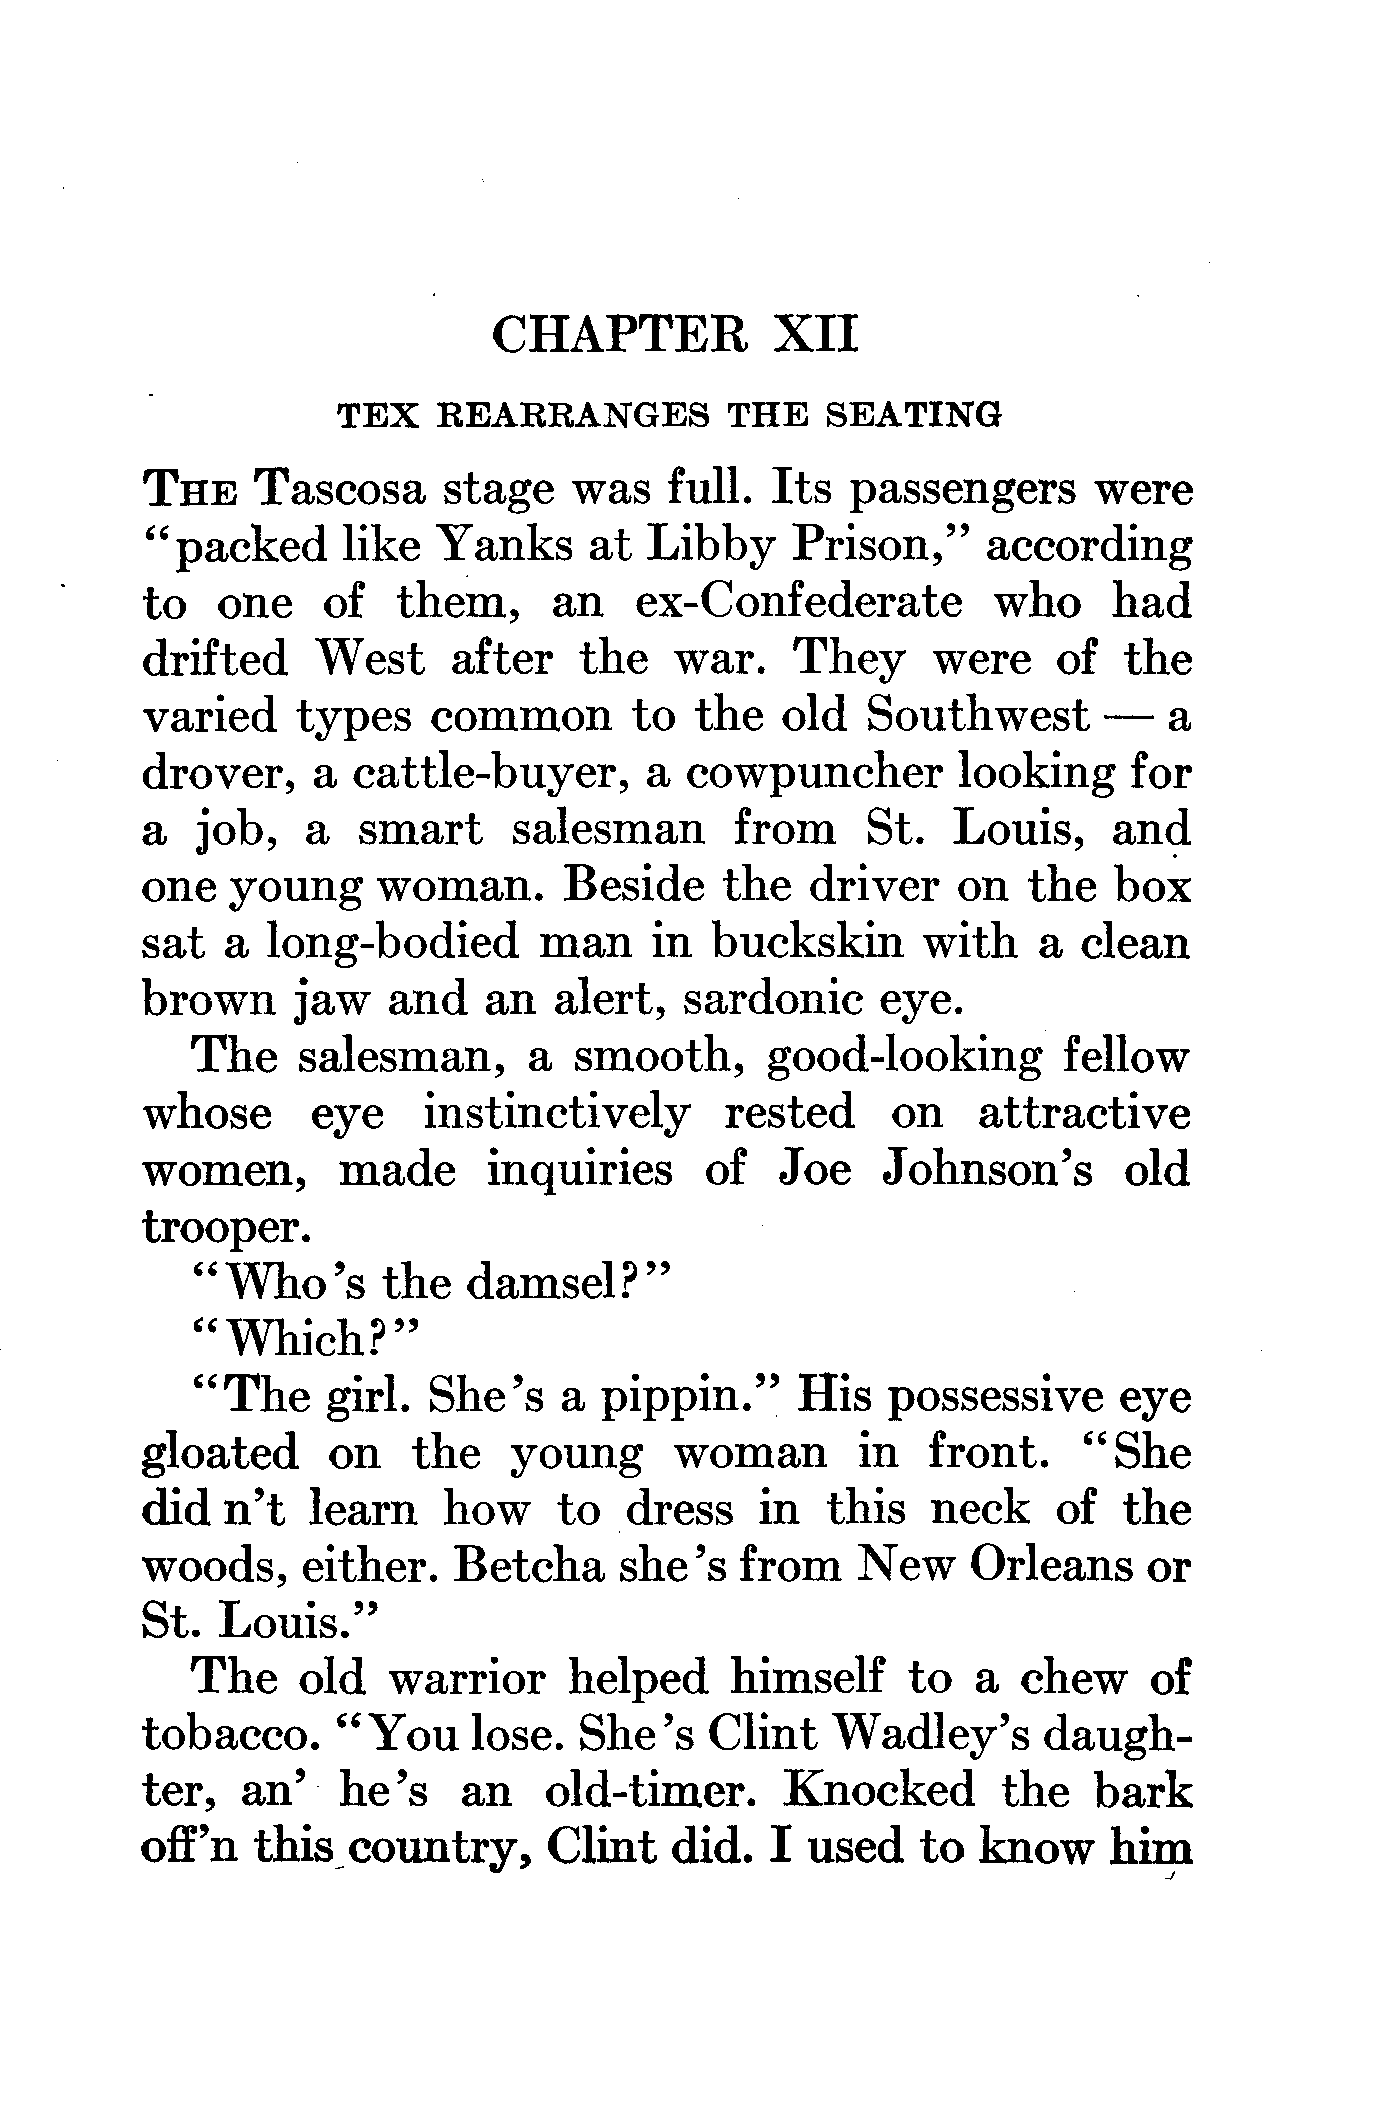 CHAPTER XII
TEX REARRANGES THE SEATING
THE Tascosa stage was full. Its passengers were
“packed like Yanks at Libby Prison,” according
to one of them, an ex-Confederate who had
drifted West after the war. They were of the
varied types common to the old Southwest — a
drover, a cattle-buyer, a cowpuncher looking for
a job, a smart salesman from St. Louis, and
one young woman. Beside the driver on the box
sat a long-bodied man in buckskin with a clean
brown jaw and an alert, sardonic eye.
The salesman, a smooth, good-looking fellow
whose eye instinctively rested on attractive
women, made inquiries of Joe Johnson's old
trooper.
“Who's the damsel?”
“Which?”
“The girl. She's a pippin.” His possessive eye
gloated on the young woman in front. “She
did n't learn how to dress in this neck of the
woods, either. Betcha she's from New Orleans or
St. Louis.”
The old warrior helped himself to a chew of
tobacco. “You lose. She's Clint Wadley's daugh-
ter, an' he's an old-timer. Knocked the bark
off'n this country, Clint did. I used to know him